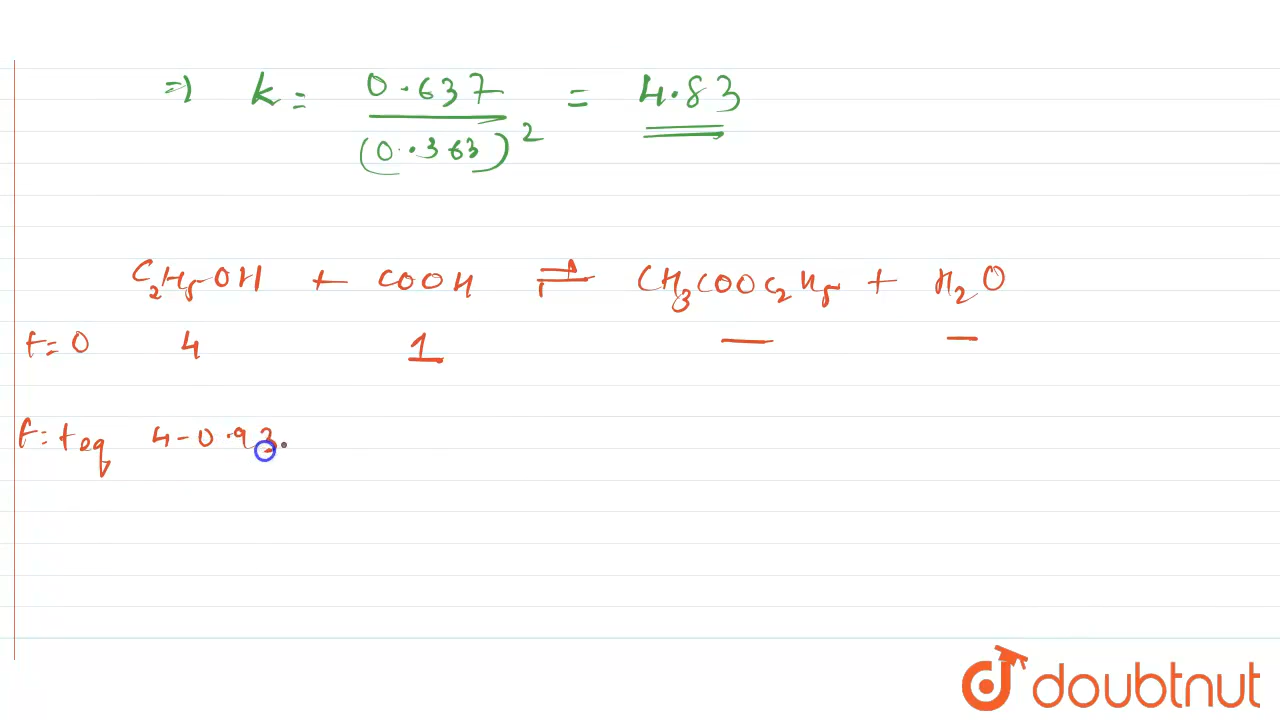 ⇒ K = 0.637 / (0.363)² = 4.83
C₂H₅OH + COOH ⇌ CH₃COOC₂H₅ + H₂O
t=0 4 1 — —
t=teq 4-0.93
doubtnut